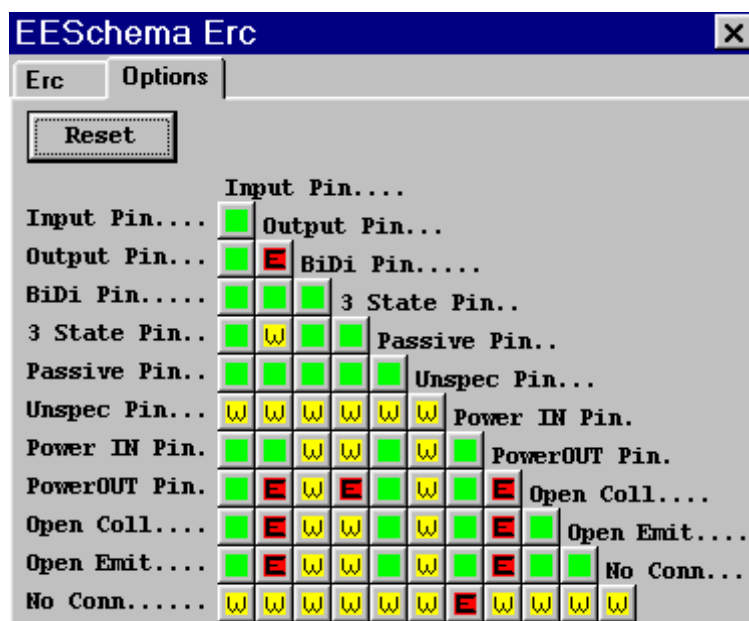 EESchema Erc
Erc Options
Reset
Input Pin....
Input Pin.... Output Pin...
Output Pin... E BiDi Pin.....
BiDi Pin..... 3 State Pin..
3 State Pin.. W Passive Pin..
Passive Pin.. Unspec Pin...
Unspec Pin... W W W W W W Power IN Pin.
Power IN Pin. W W W PowerOUT Pin.
PowerOUT Pin. E W E W E Open Coll....
Open Coll.... E W W W E Open Emit....
Open Emit.... E W W W E No Conn...
No Conn...... W W W W W W E W W W W